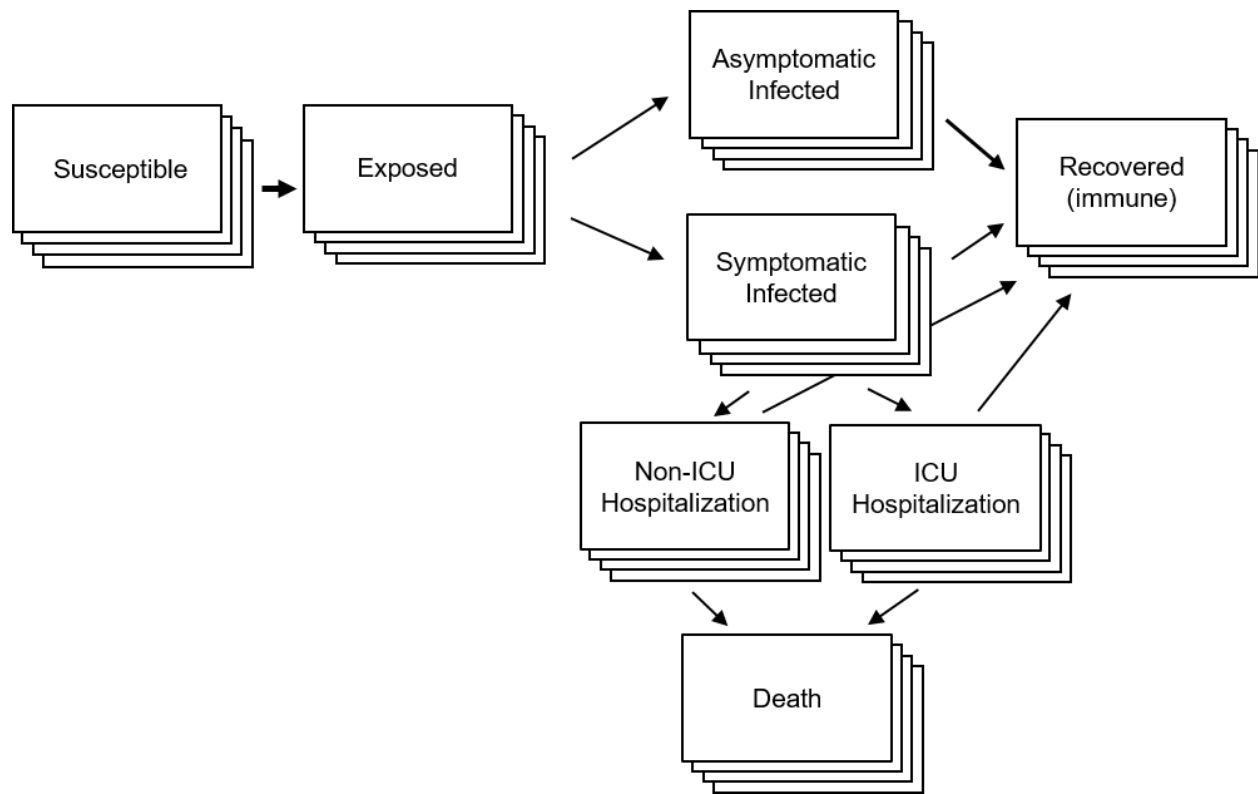 Susceptible
Exposed
Asymptomatic
Infected
Symptomatic
Infected
Recovered
(immune)
Non-ICU
Hospitalization
ICU
Hospitalization
Death